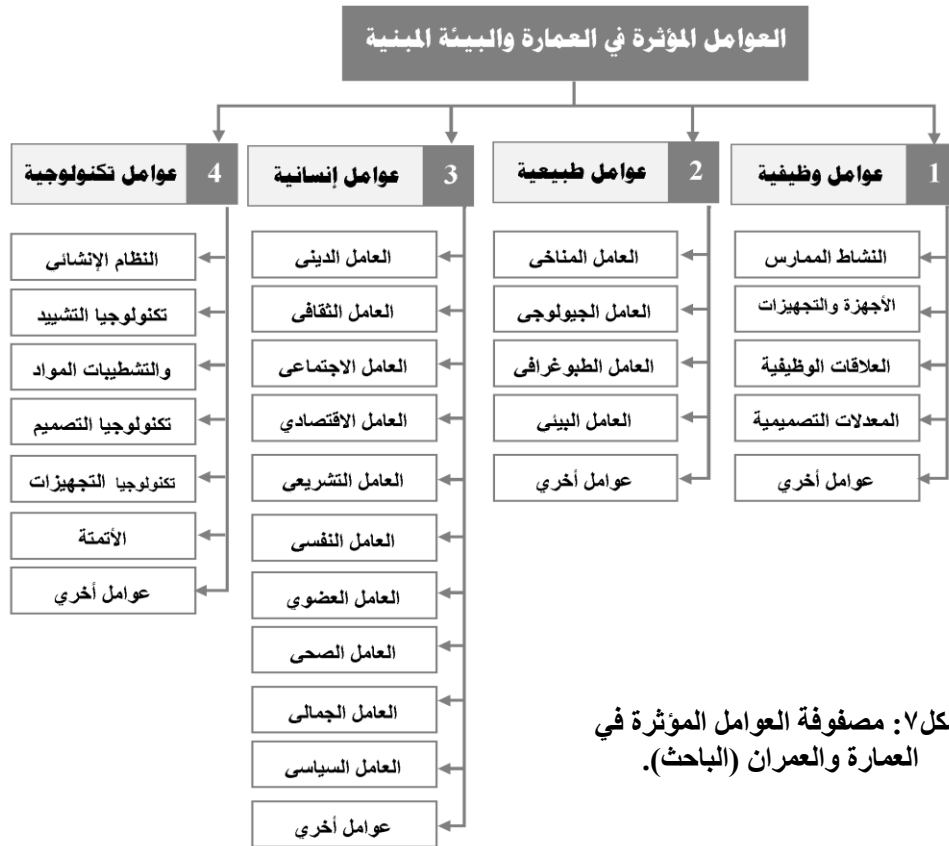 العوامل المؤثرة في العمارة والبيئة المبنية
1 عوامل وظيفية
النشاط الممارس
الأجهزة والتجهيزات
العلاقات الوظيفية
المعدلات التصميمية
عوامل أخري
2 عوامل طبيعية
العامل المناخى
العامل الجيولوجى
العامل الطبوغرافى
العامل البيئى
عوامل أخري
3 عوامل إنسانية
العامل الدينى
العامل الثقافى
العامل الاجتماعى
العامل الاقتصادي
العامل التشريعى
العامل النفسى
العامل العضوي
العامل الصحى
العامل الجمالى
العامل السياسى
عوامل أخري
4 عوامل تكنولوجية
النظام الإنشائى
تكنولوجيا التشييد
والتشطيبات المواد
تكنولوجيا التصميم
تكنولوجيا التجهيزات
الأتمتة
عوامل أخري
كل٧: مصفوفة العوامل المؤثرة في
العمارة والعمران (الباحث).